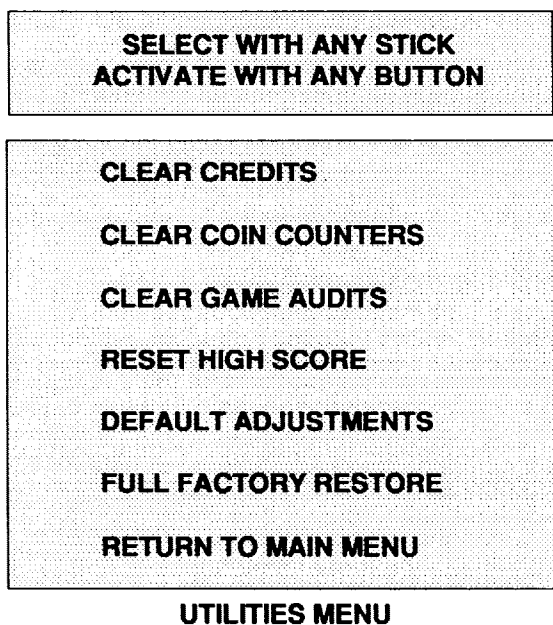 SELECT WITH ANY STICK
ACTIVATE WITH ANY BUTTON
CLEAR CREDITS
CLEAR COIN COUNTERS
CLEAR GAME AUDITS
RESET HIGH SCORE
DEFAULT ADJUSTMENTS
FULL FACTORY RESTORE
RETURN TO MAIN MENU
UTILITIES MENU